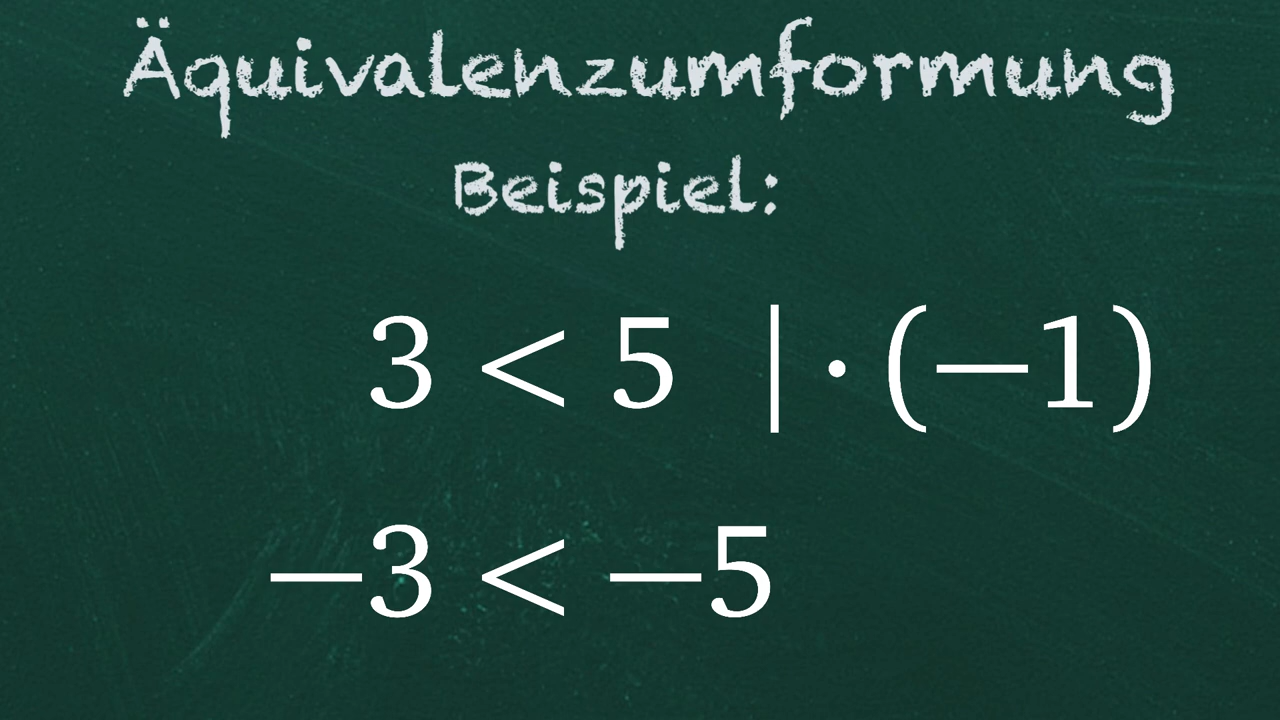 Äquivalenzumformung
Beispiel:
3 < 5 | · (−1)
−3 < −5